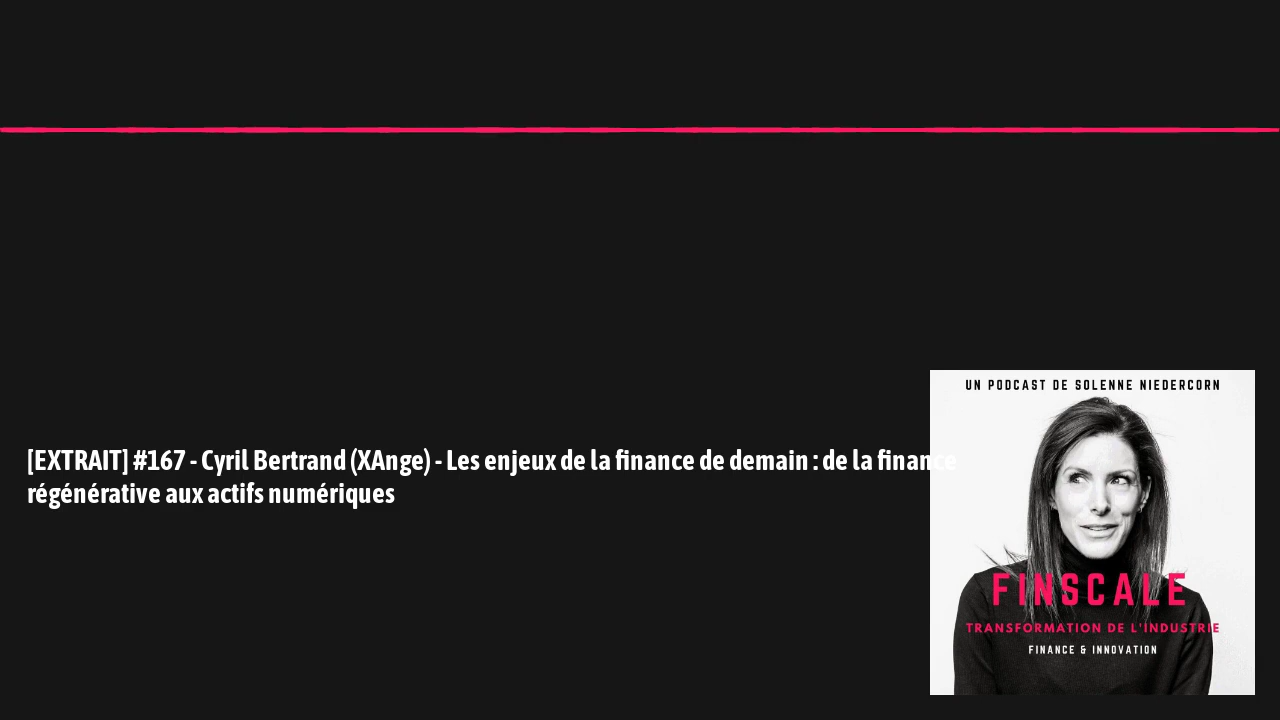 [EXTRAIT] #167 - Cyril Bertrand (XAnge) - Les enjeux de la finance de demain : de la finance
régénérative aux actifs numériques
UN PODCAST DE SOLENNE NIEDERCORN
FINSCALE
TRANSFORMATION DE L'INDUSTRIE
FINANCE & INNOVATION